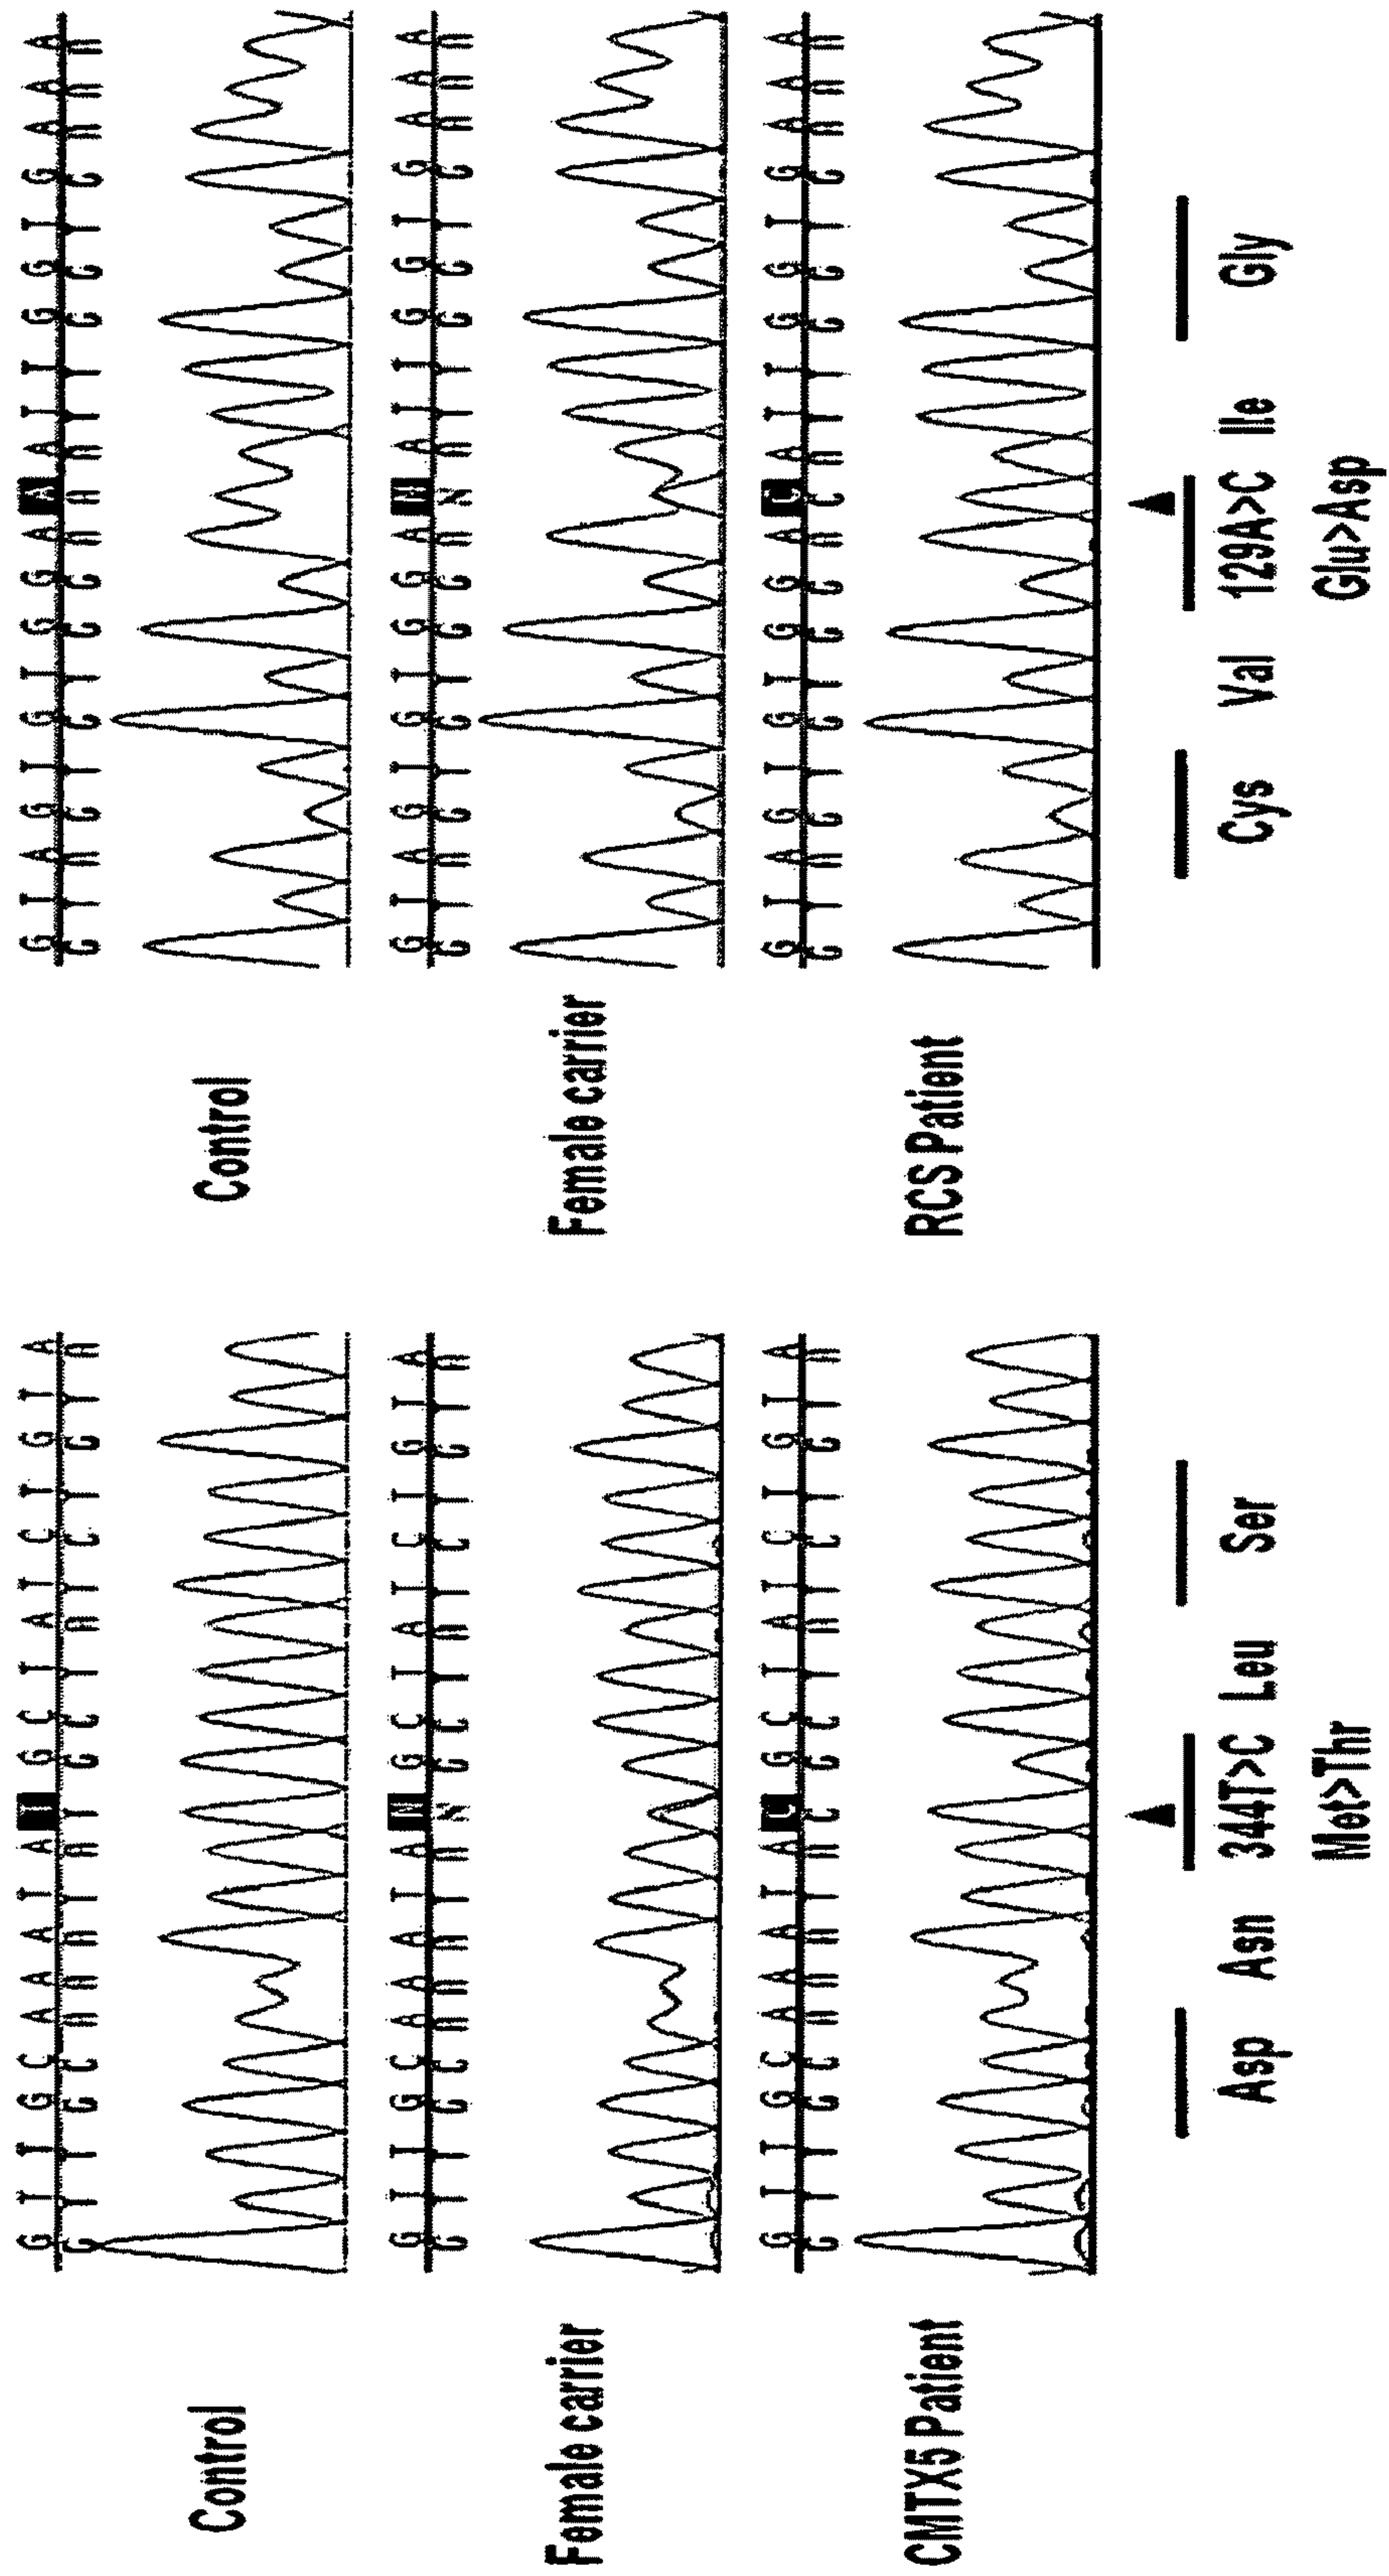 Control
G T T G C A A A T A T G C T A T C T G T A
G T T G C A A A T A T G C T A T C T G T A
Female carrier
G T T G C A A A T A N G C T A T C T G T A
G T T G C A A A T A N G C T A T C T G T A
CMTX5 Patient
G T T G C A A A T A C G C T A T C T G T A
G T T G C A A A T A C G C T A T C T G T A
Asp Asn 344T>C Leu Ser
Met>Thr
Control
G T A G T G T G G A A A T T G G T G A A A
G T A G T G T G G A A A T T G G T G A A A
Female carrier
G T A G T G T G G A M A T T G G T G A A A
G T A G T G T G G A N A T T G G T G A A A
RCS Patient
G T A G T G T G G A C A T T G G T G A A A
G T A G T G T G G A C A T T G G T G A A A
Cys Val 129A>C Ile Gly
Glu>Asp